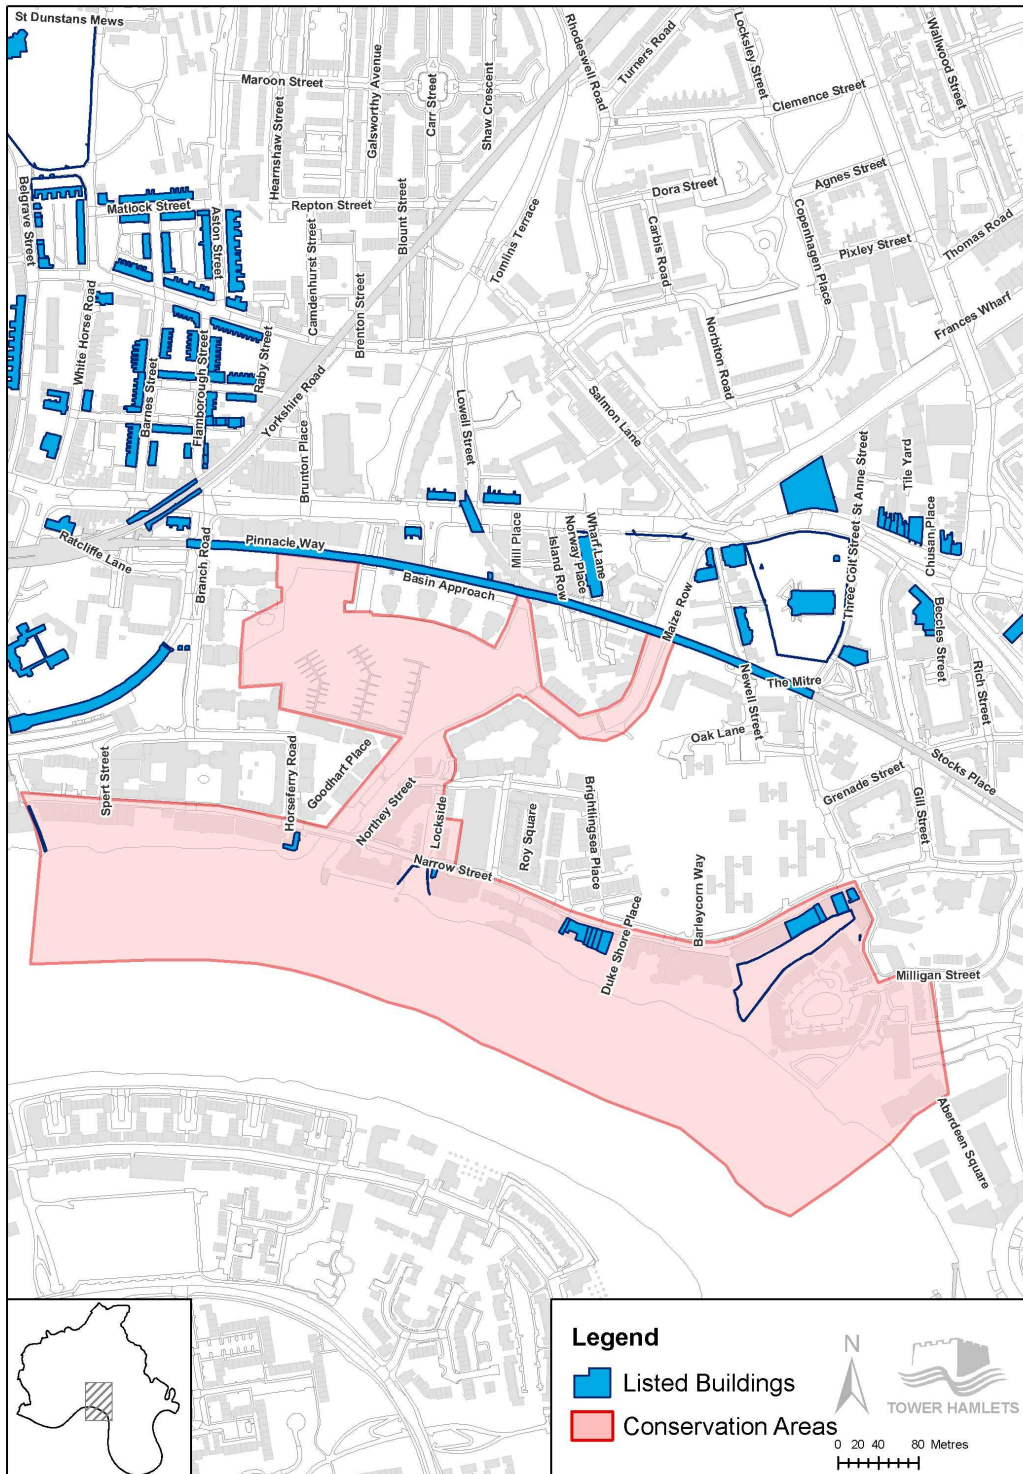 St Dunstans Mews
Maroon Street
Hearnshaw Street
Galsworthy Avenue
Carr Street
Shaw Crescent
Rhodeswell Road
Turners Road
Locksley Street
Wallwood Street
Clemence Street
Belgrave Street
Matlock Street
Aston Street
Repton Street
Camdenhurst Street
Blount Street
Brenton Street
Tomlins Terrace
Dora Street
Carbis Road
Agnes Street
Copenhagen Place
Pixley Street
Thomas Road
Frances Wharf
White Horse Road
Barnes Street
Flamborough Street
Raby Street
Yorkshire Road
Brunton Place
Lowell Street
Salmon Lane
Norbiton Road
Ratcliffe Lane
Branch Road
Pinnacle Way
Basin Approach
Mill Place
Island Row
Norway Place
Wharf Lane
Maize Row
Three Colt Street
St Anne Street
Tile Yard
Chusan Place
Beccles Street
Rich Street
Newell Street
The Mitre
Oak Lane
Stocks Place
Grenade Street
Gill Street
Spert Street
Horseferry Road
Goodhart Place
Northey Street
Lockside
Narrow Street
Roy Square
Brightlingsea Place
Duke Shore Place
Barleycorn Way
Milligan Street
Aberdeen Square
Legend
Listed Buildings
Conservation Areas
N
TOWER HAMLETS
0 20 40 80 Metres